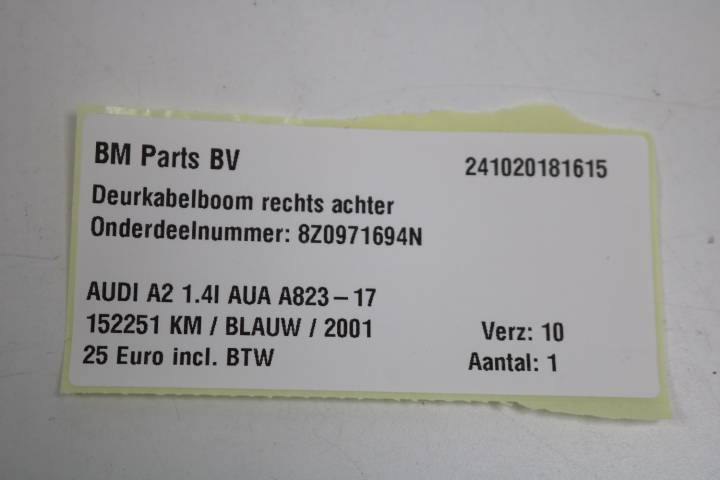 BM Parts BV 241020181615
Deurkabelboom rechts achter
Onderdeelnummer: 8Z0971694N
AUDI A2 1.4I AUA A823 – 17
152251 KM / BLAUW / 2001 Verz: 10
25 Euro incl. BTW Aantal: 1